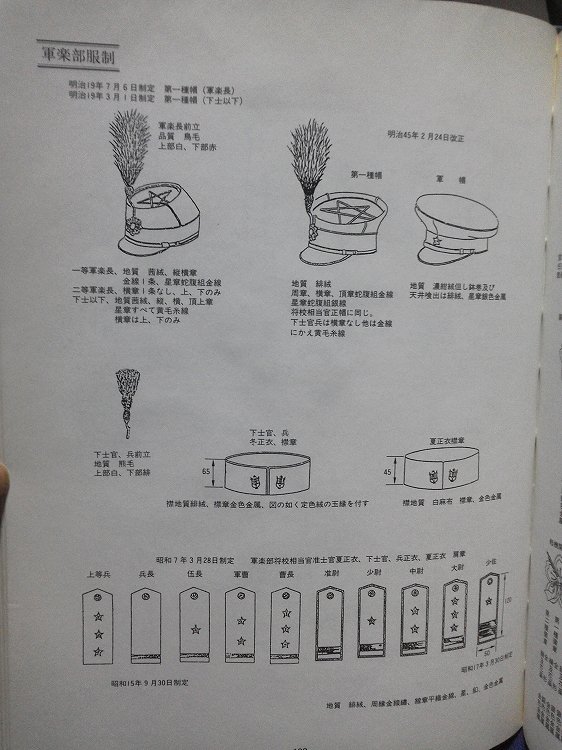 軍楽部服制
明治19年7月6日制定 第一種帽(軍楽長)
明治19年3月1日制定 第一種帽(下士以下)
軍楽長前立
品質 鳥毛
上部白、下部赤
明治45年2月24日改正
第一種帽
軍帽
一等軍楽長、地質 茜絨、縦横章
金線1条、星章蛇腹組金線
二等軍楽長、横章1条なし、上、下のみ
下士以下、地質茜絨、縦、横、頂上章
星章すべて黄毛糸線
横章は上、下のみ
地質 緋絨
周章、横章、頂章蛇腹組金線
星章蛇腹組銀線
将校相当官正帽に同じ。
下士官兵は横章なし他は金線
にかえ黄毛糸線
地質 濃紺絨但し鉢巻及び
天井喰出は緋絨、星章銀色金属
下士官、兵前立
地質 熊毛
上部白、下部緋
下士官、兵
冬正衣、襟章
65
夏正衣襟章
45
襟地質緋絨、襟章金色金属、図の如く定色絨の玉縁を付す
襟地質 白麻布 襟章、金色金属
昭和7年3月28日制定 軍楽部将校相当官准士官夏正衣、下士官、兵正衣、夏正衣 肩章
上等兵 兵長 伍長 軍曹 曹長 准尉 少尉 中尉 大尉 少佐
120
50
昭和15年9月30日制定
昭和17年3月30日制定
地質 緋絨、周縁金線繡、線章平織金線、星、釦、金色金属